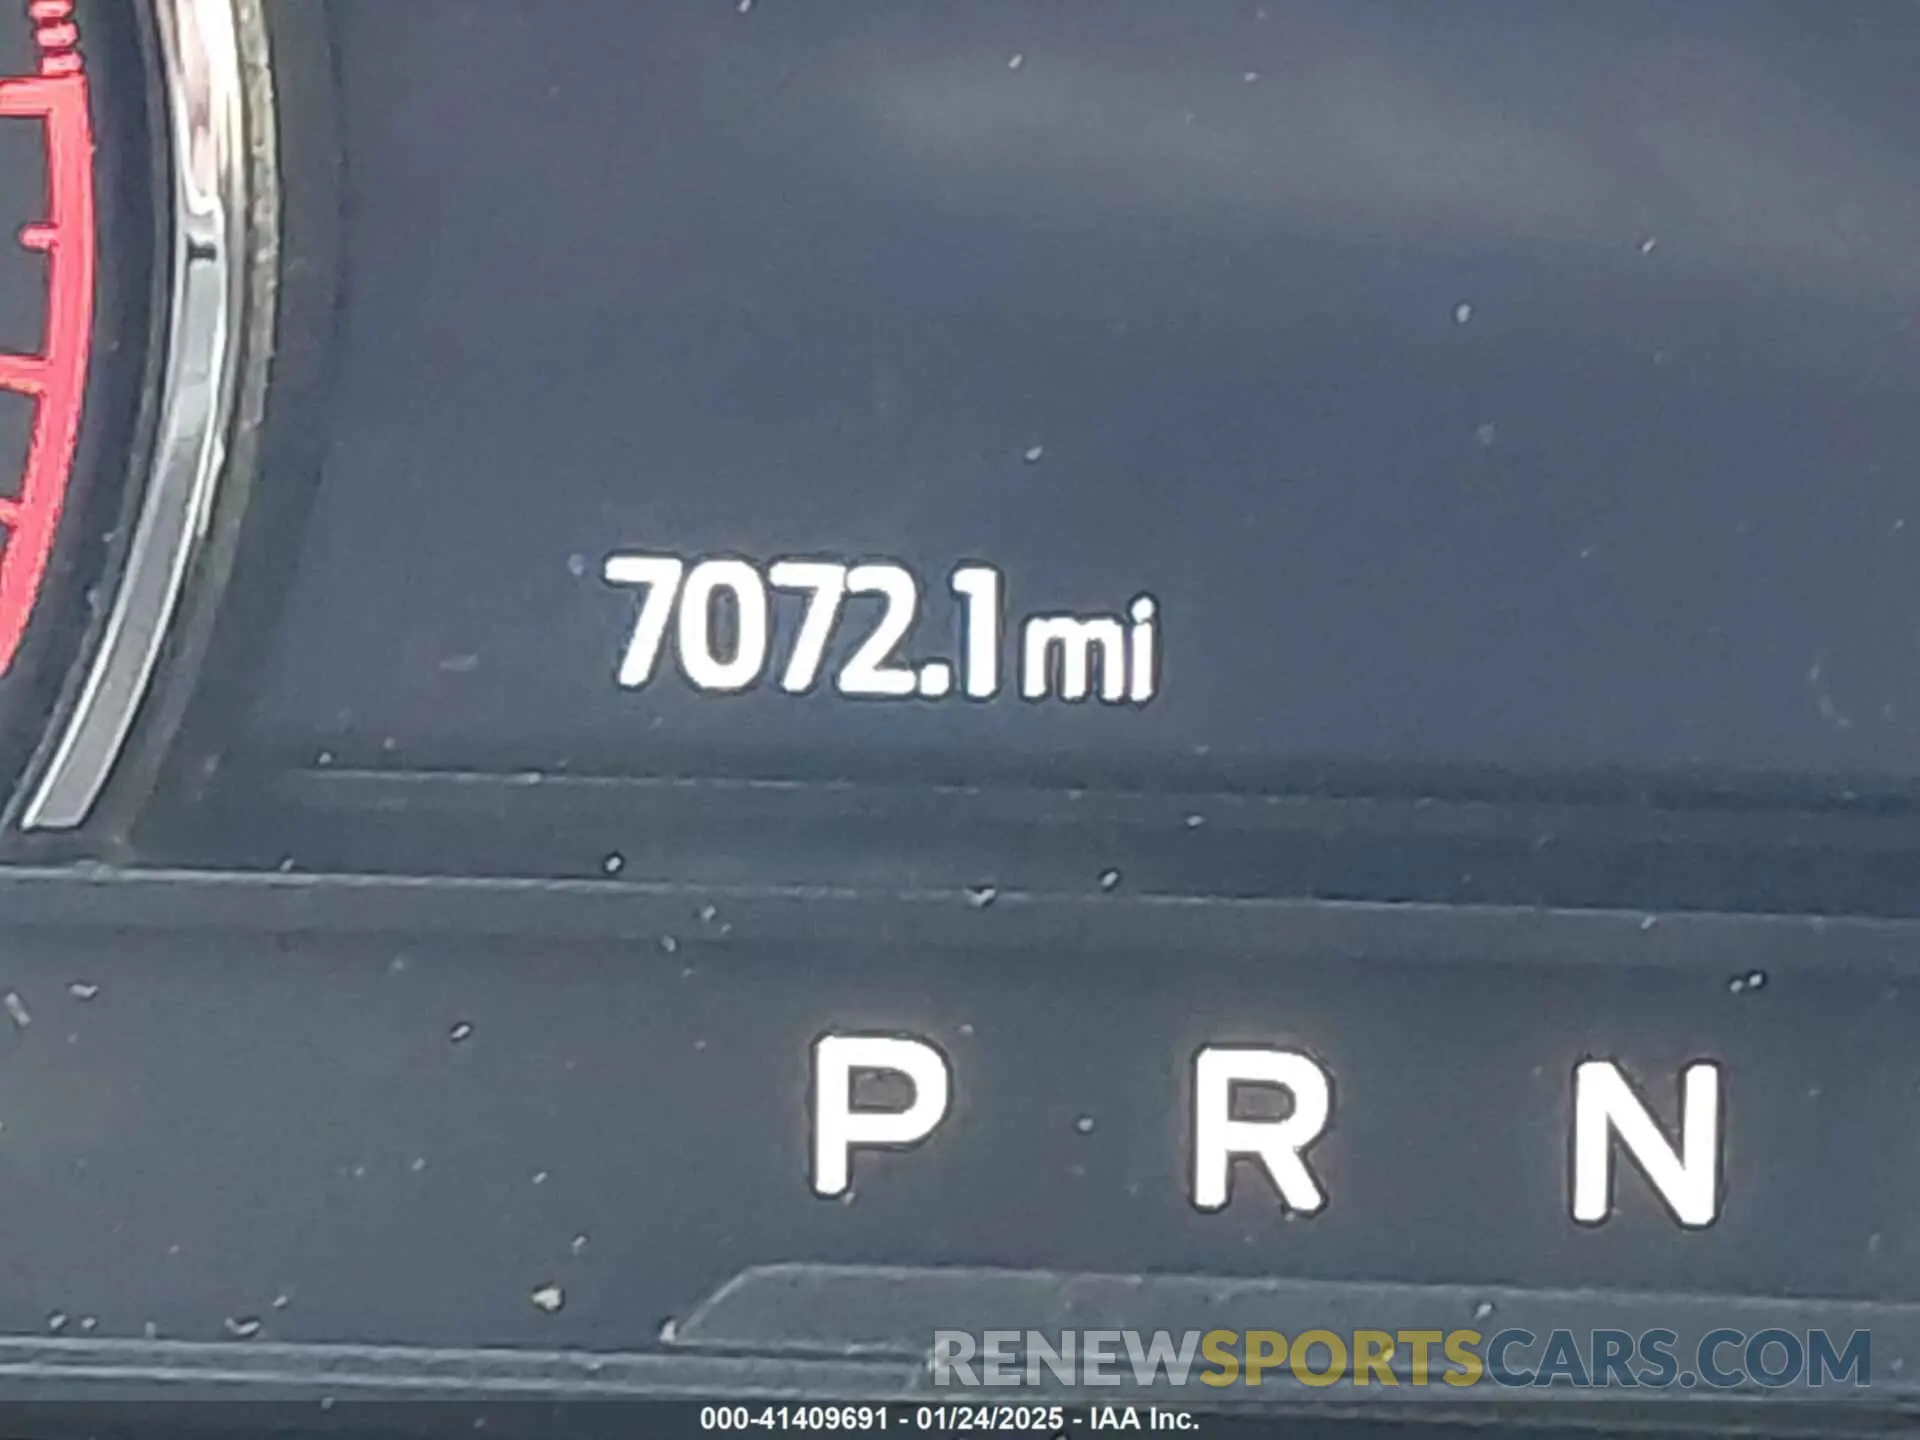 7072.1 mi
P R N
RENEWSPORTSCARS.COM
000-41409691 - 01/24/2025 - IAA Inc.